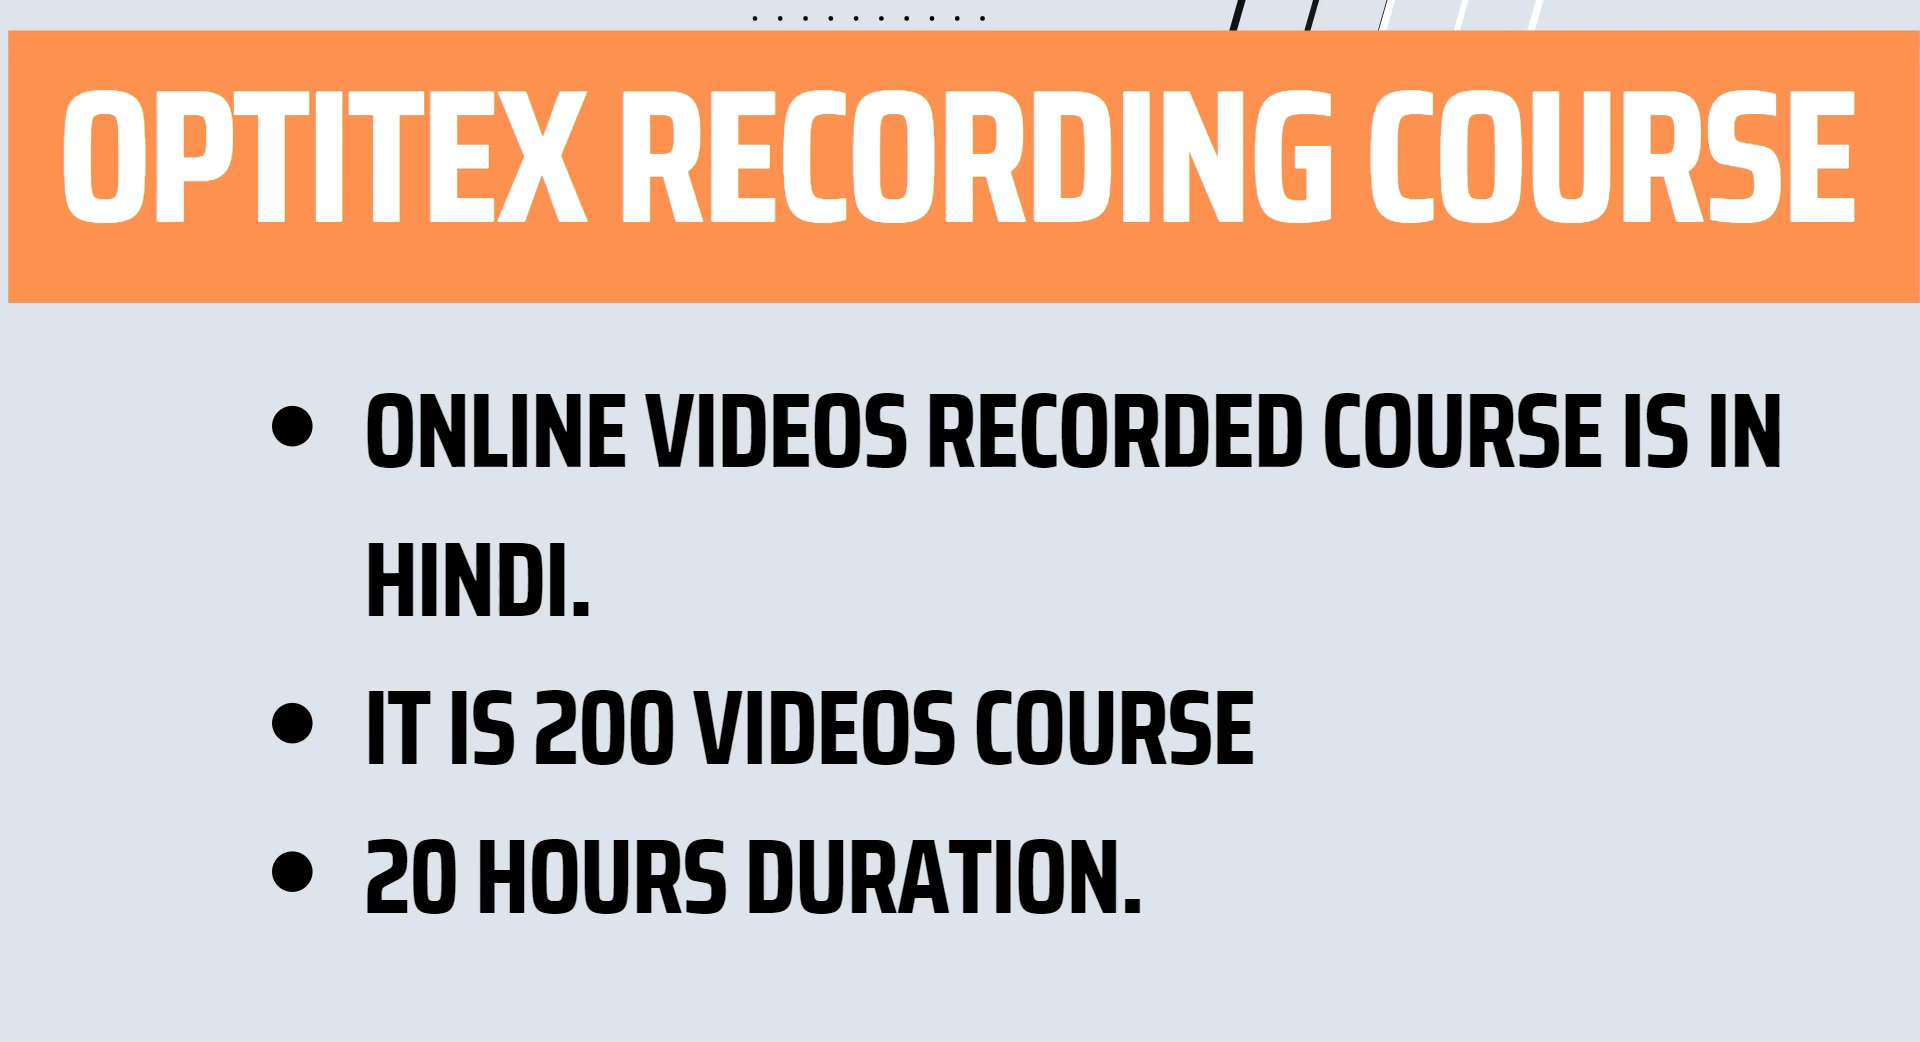 OPTITEX RECORDING COURSE
ONLINE VIDEOS RECORDED COURSE IS IN
HINDI.
IT IS 200 VIDEOS COURSE
20 HOURS DURATION.